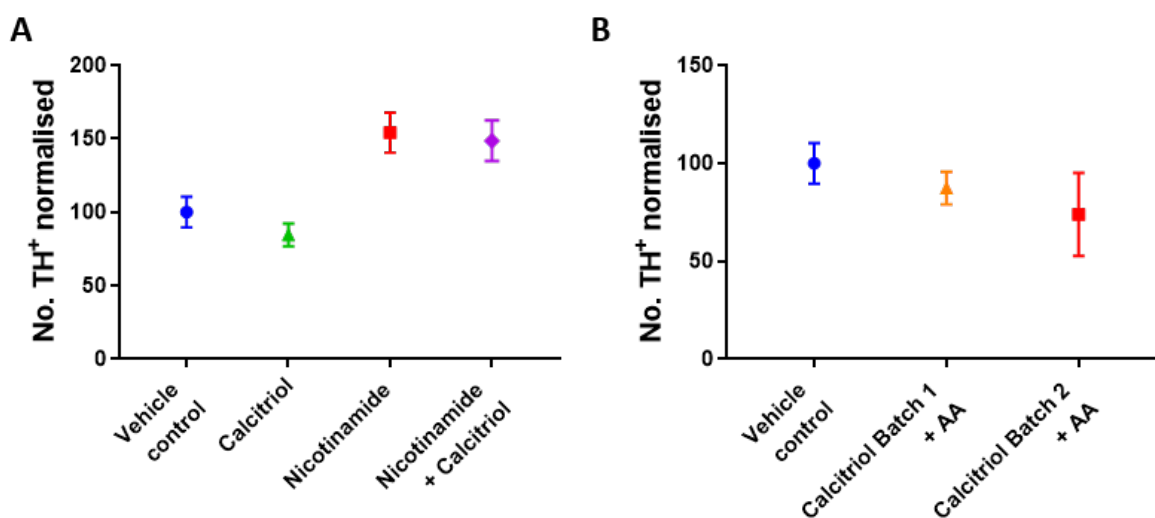 A
No. TH⁺ normalised
200
150
100
50
0
Vehicle
control
Calcitriol
Nicotinamide
Nicotinamide
+ Calcitriol
B
No. TH⁺ normalised
150
100
50
0
Vehicle
control
Calcitriol Batch 1
+ AA
Calcitriol Batch 2
+ AA